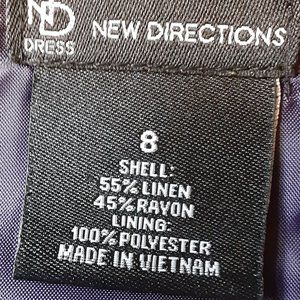 ND
DRESS NEW DIRECTIONS
8
SHELL:
55% LINEN
45% RAYON
LINING:
100% POLYESTER
MADE IN VIETNAM